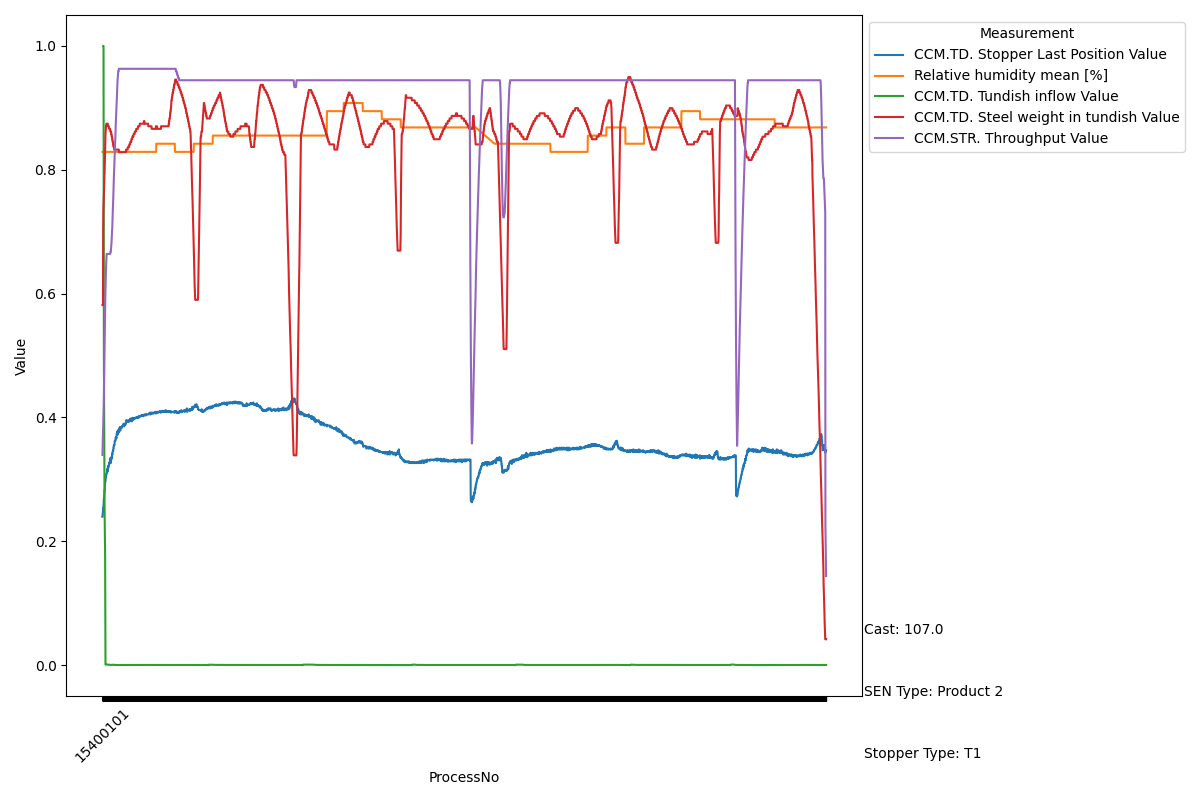 Measurement
CCM.TD. Stopper Last Position Value
Relative humidity mean [%]
CCM.TD. Tundish inflow Value
CCM.TD. Steel weight in tundish Value
CCM.STR. Throughput Value
1.0
0.8
0.6
0.4
0.2
0.0
Value
15400101
ProcessNo
Cast: 107.0
SEN Type: Product 2
Stopper Type: T1